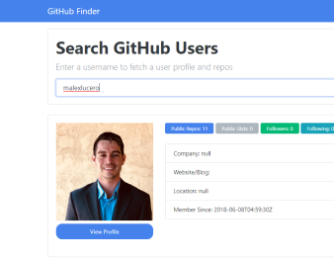 GitHub Finder
Search GitHub Users
Enter a username to fetch a user profile and repos
malexlucero
Public Repos: 11
Public Gists: 0
Followers: 0
Following: 0
Company: null
Website/Blog:
Location: null
Member Since: 2018-06-08T04:59:30Z
View Profile